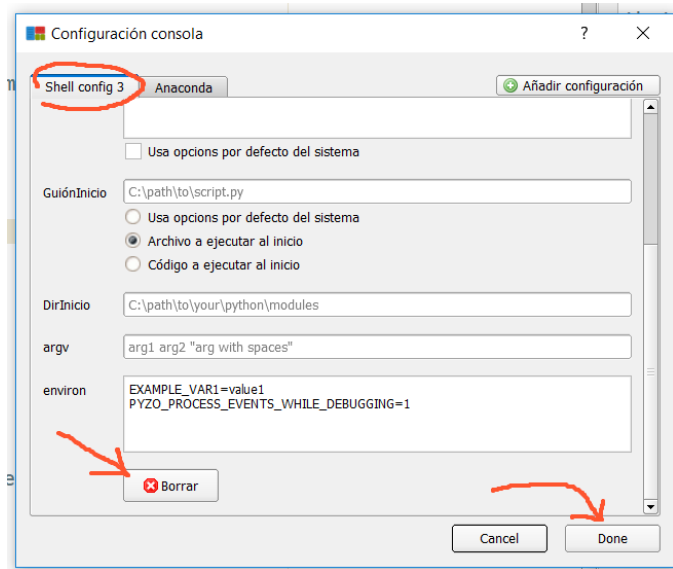 Configuración consola
Shell config 3
Anaconda
Añadir configuración
Usa opcions por defecto del sistema
GuiónInicio
C:\path\to\script.py
Usa opcions por defecto del sistema
Archivo a ejecutar al inicio
Código a ejecutar al inicio
DirInicio
C:\path\to\your\python\modules
argv
arg1 arg2 "arg with spaces"
environ
EXAMPLE_VAR1=value1
PYZO_PROCESS_EVENTS_WHILE_DEBUGGING=1
Borrar
Cancel
Done